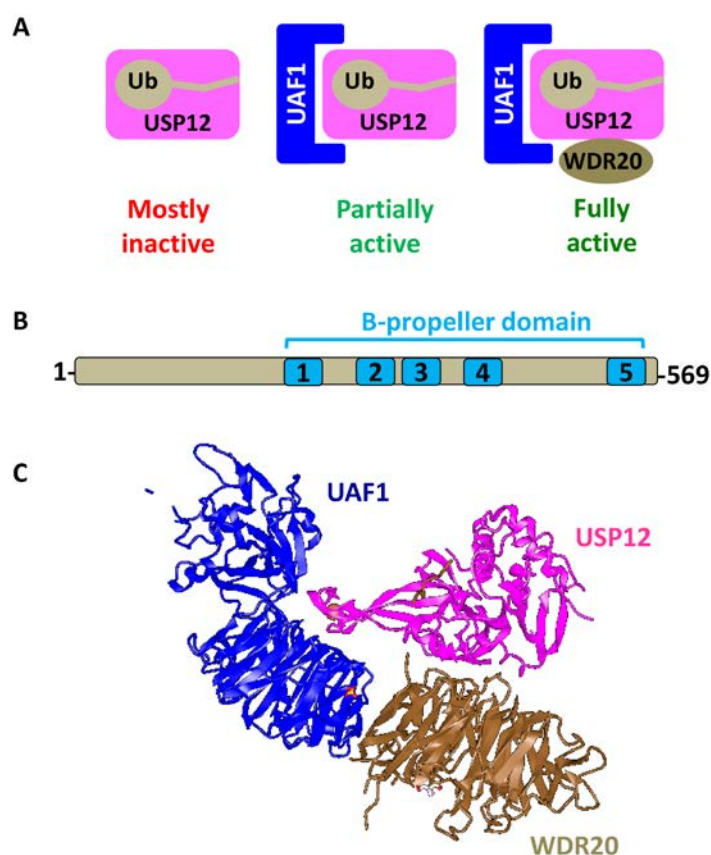 A
Ub
USP12
UAF1
Ub
USP12
UAF1
Ub
USP12
WDR20
Mostly
inactive
Partially
active
Fully
active
B
B-propeller domain
1-
1
2
3
4
5
-569
C
UAF1
USP12
WDR20